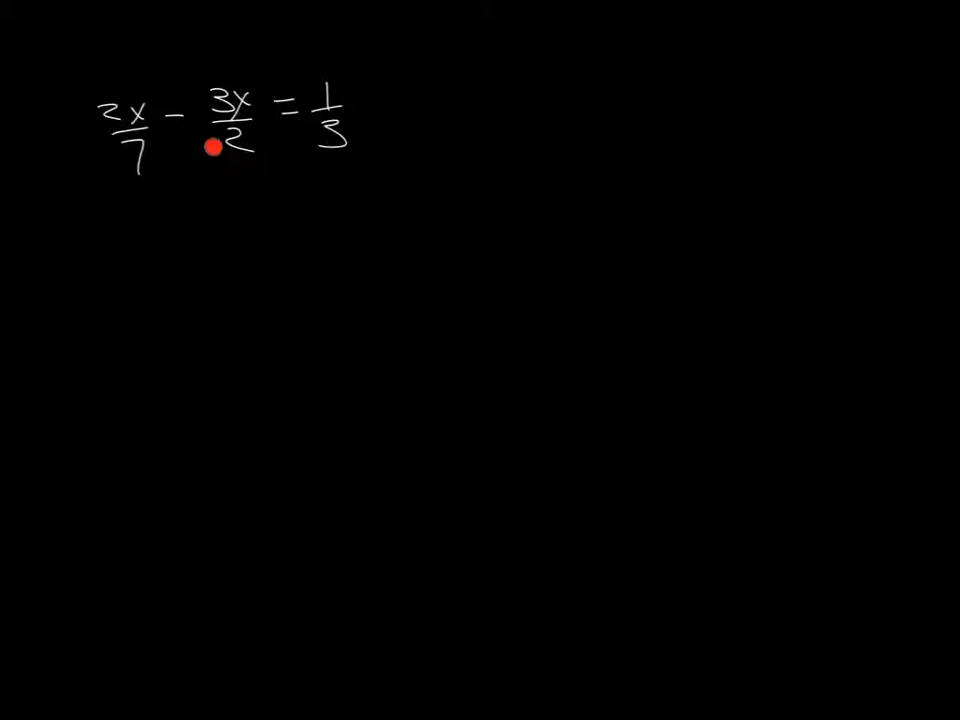 2x/7 - 3x/2 = 1/3